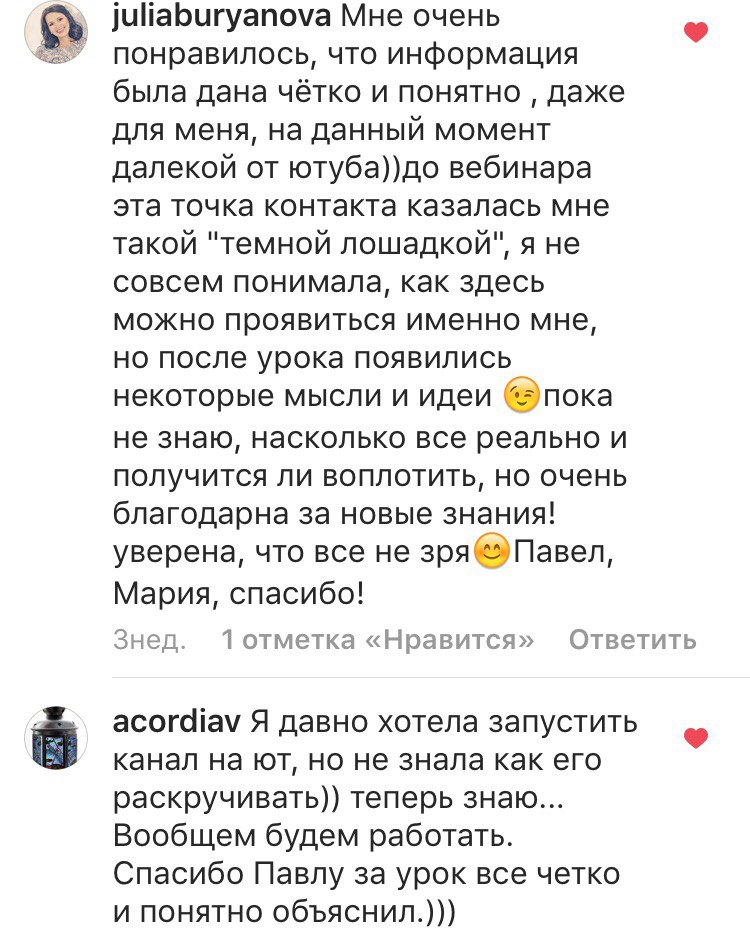 juliaburyanova Мне очень
понравилось, что информация
была дана чётко и понятно , даже
для меня, на данный момент
далекой от ютуба))до вебинара
эта точка контакта казалась мне
такой "темной лошадкой", я не
совсем понимала, как здесь
можно проявиться именно мне,
но после урока появились
некоторые мысли и идеи 😉пока
не знаю, насколько все реально и
получится ли воплотить, но очень
благодарна за новые знания!
уверена, что все не зря😊Павел,
Мария, спасибо!
3нед. 1 отметка «Нравится» Ответить
acordiav Я давно хотела запустить
канал на ют, но не знала как его
раскручивать)) теперь знаю...
Вообщем будем работать.
Спасибо Павлу за урок все четко
и понятно объяснил.)))